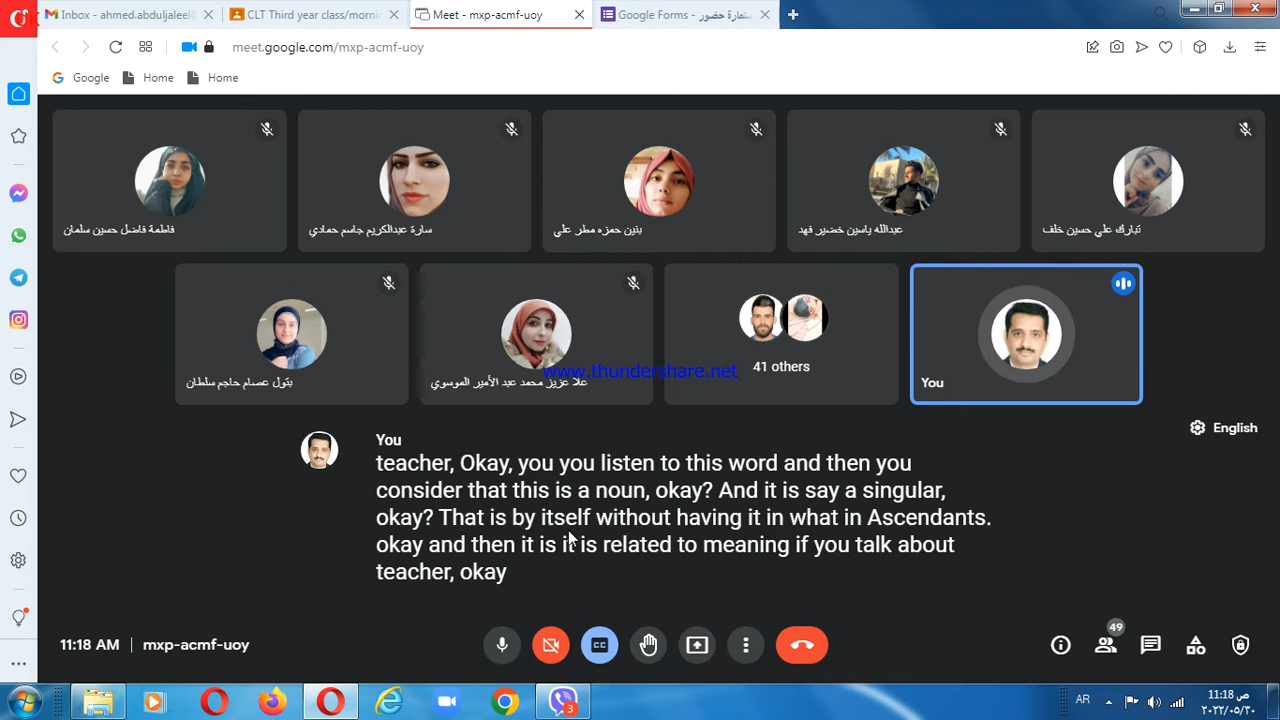 Inbox - ahmed.abduljaleel@
CLT Third year class/mornin
Meet - mxp-acmf-uoy
Google Forms - استمارة حضور
meet.google.com/mxp-acmf-uoy
Google
Home
Home
فاطمة فاضل حسين سلمان
سارة عبدالكريم جاسم حمادي
بنين حمزه مطر علي
عبدالله ياسين خضير فهد
تبارك علي حسين خلف
بتول عصام حاجم سلطان
علا عزيز محمد عبد الأمير الموسوي
41 others
You
www.thundershare.net
English
You
teacher, Okay, you you listen to this word and then you
consider that this is a noun, okay? And it is say a singular,
okay? That is by itself without having it in what in Ascendants.
okay and then it is it is related to meaning if you talk about
teacher, okay
11:18 AM
mxp-acmf-uoy
CC
49
3
AR
11:18 ص
٢٠٢٢/٠٥/٣٠